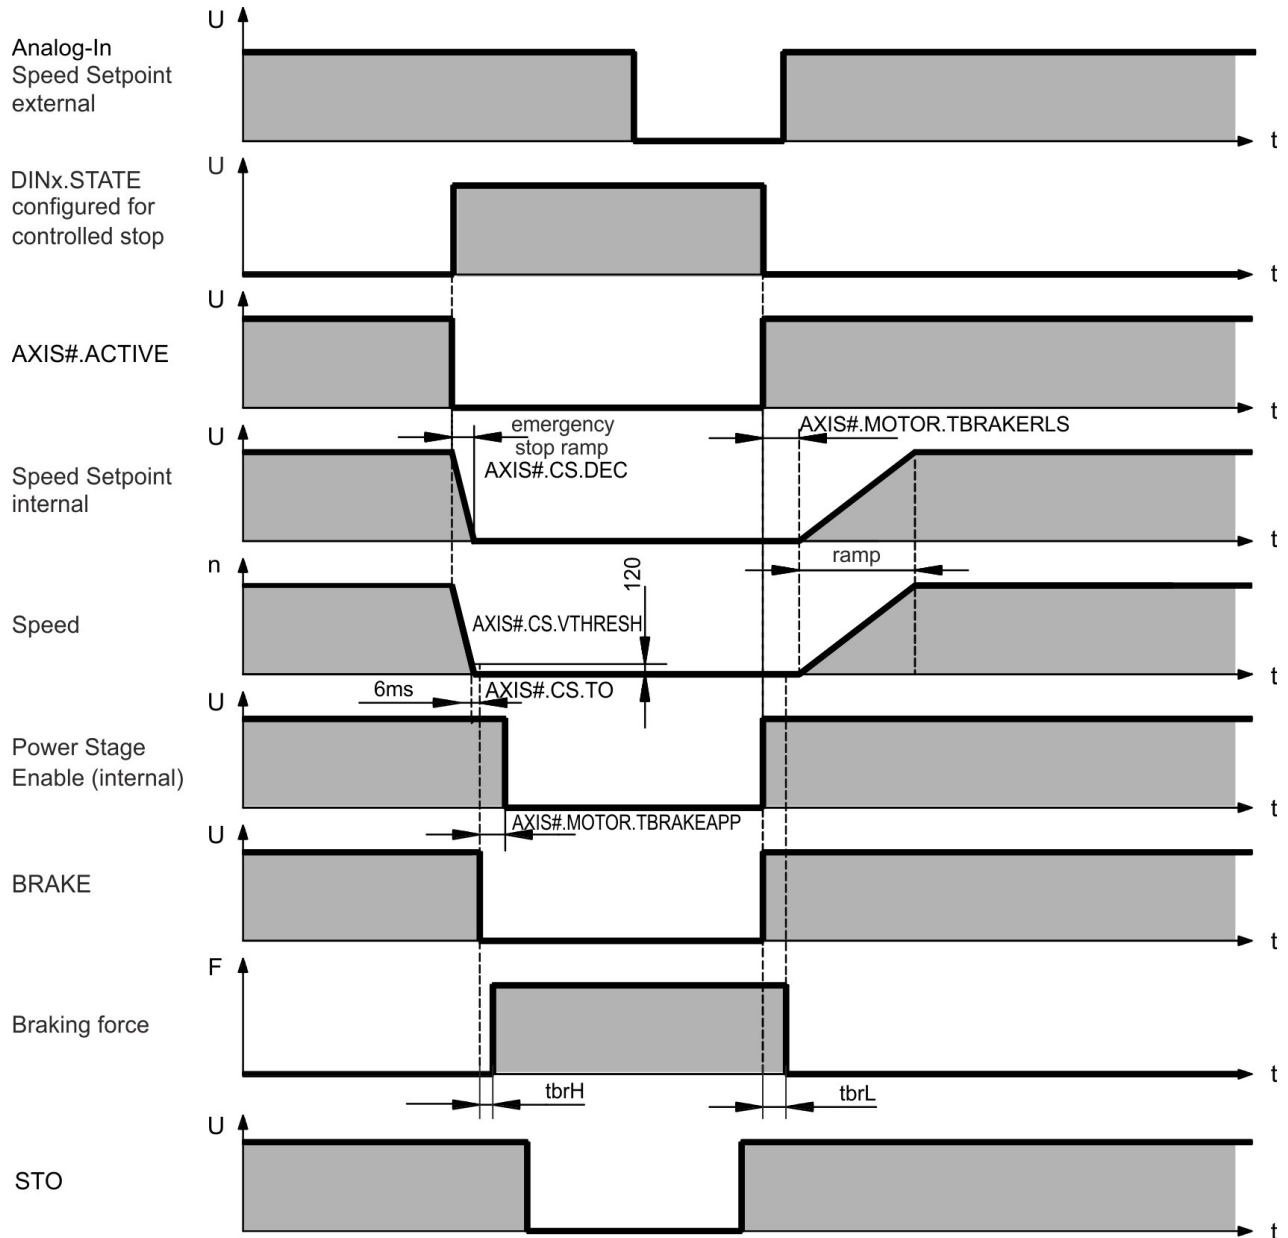 U
Analog-In
Speed Setpoint
external
t
U
DINx.STATE
configured for
controlled stop
t
U
AXIS#.ACTIVE
t
U
emergency
stop ramp
AXIS#.CS.DEC
AXIS#.MOTOR.TBRAKERLS
Speed Setpoint
internal
t
n
120
ramp
Speed
AXIS#.CS.VTHRESH
t
6ms
AXIS#.CS.TO
U
Power Stage
Enable (internal)
t
AXIS#.MOTOR.TBRAKEAPP
U
BRAKE
t
F
Braking force
t
tbrH
tbrL
U
STO
t